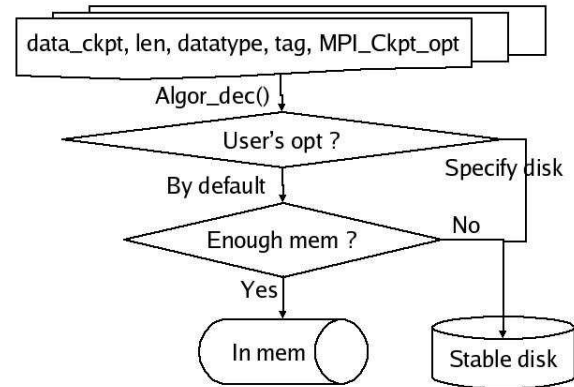 data_ckpt, len, datatype, tag, MPI_Ckpt_opt
Algor_dec()
User's opt ?
Specify disk
By default
Enough mem ?
No
Yes
In mem
Stable disk